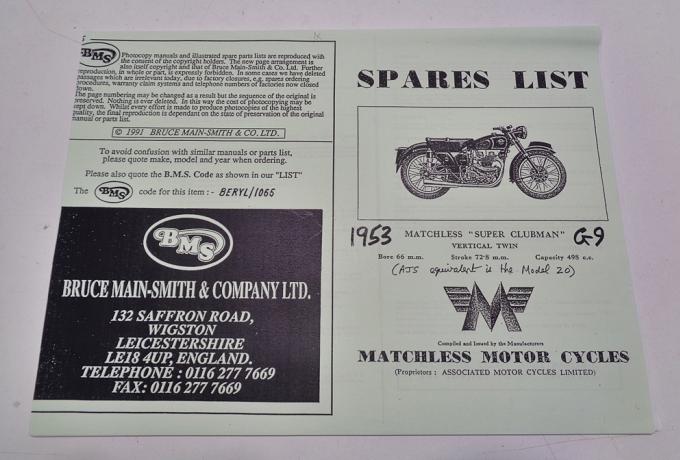 BMS
Photocopy manuals and illustrated spare parts lists are reproduced with
the consent of the copyright holders. The new page arrangement is
also itself copyright and that of Bruce Main-Smith & Co. Ltd. Further
reproduction, in whole or part, is expressly forbidden. In some cases we have deleted
passages which are irrelevant today, due to factory closures, e.g. spares ordering
procedures, warranty claim systems and telephone numbers of factories now closed
down.
The page numbering may be changed as a result but the sequence of the original is
preserved. Nothing is ever deleted. In this way the cost of photocopying may be
kept down. Whilst every effort is made to produce photocopies of the highest
quality, the final reproduction is dependant on the state of preservation of the original
manual or parts list.
© 1991 BRUCE MAIN-SMITH & CO. LTD.
To avoid confusion with similar manuals or parts list,
please quote make, model and year when ordering.
Please also quote the B.M.S. Code as shown in our "LIST"
The BMS code for this item :- BERYL/1065
BMS
BRUCE MAIN-SMITH & COMPANY LTD.
132 SAFFRON ROAD,
WIGSTON
LEICESTERSHIRE
LE18 4UP, ENGLAND.
TELEPHONE : 0116 277 7669
FAX: 0116 277 7669
SPARES LIST
1953 MATCHLESS "SUPER CLUBMAN" G-9
VERTICAL TWIN
Bore 66 m.m. Stroke 72·8 m.m. Capacity 498 c.c.
(AJS equivalent is the Model 20)
M
Compiled and Issued by the Manufacturers
MATCHLESS MOTOR CYCLES
(Proprietors : ASSOCIATED MOTOR CYCLES LIMITED)